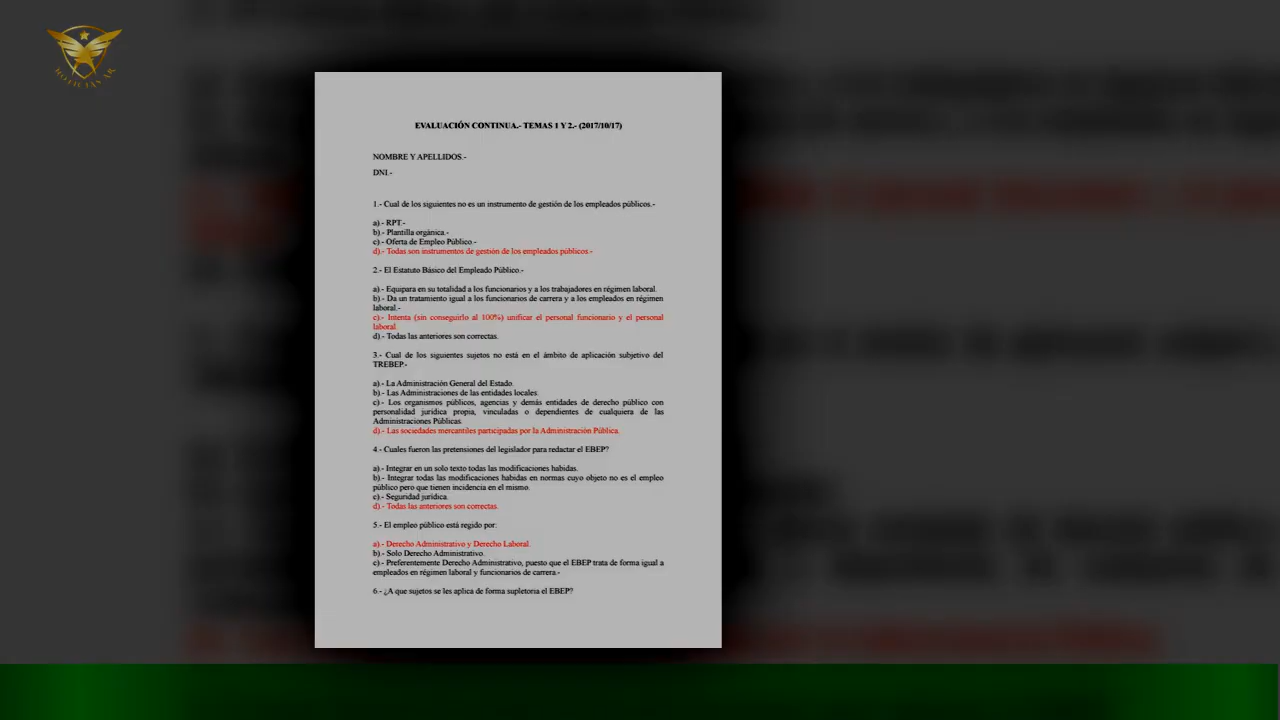 NOTICIAS AR
EVALUACIÓN CONTINUA.- TEMAS 1 Y 2.- (2017/10/17)
NOMBRE Y APELLIDOS.-
DNI.-
1.- Cual de los siguientes no es un instrumento de gestión de los empleados públicos.-
a).- RPT.-
b).- Plantilla orgánica.-
c).- Oferta de Empleo Público.-
d).- Todas son instrumentos de gestión de los empleados públicos.-
2.- El Estatuto Básico del Empleado Público.-
a).- Equipara en su totalidad a los funcionarios y a los trabajadores en régimen laboral.
b).- Da un tratamiento igual a los funcionarios de carrera y a los empleados en régimen
laboral.-
c).- Intenta (sin conseguirlo al 100%) unificar el personal funcionario y el personal
laboral.
d).- Todas las anteriores son correctas.
3.- Cual de los siguientes sujetos no está en el ámbito de aplicación subjetivo del
TREBEP.-
a).- La Administración General del Estado.
b).- Las Administraciones de las entidades locales.
c).- Los organismos públicos, agencias y demás entidades de derecho público con
personalidad jurídica propia, vinculadas o dependientes de cualquiera de las
Administraciones Públicas.
d).- Las sociedades mercantiles participadas por la Administración Pública.
4.- Cuales fueron las pretensiones del legislador para redactar el EBEP?
a).- Integrar en un solo texto todas las modificaciones habidas.
b).- Integrar todas las modificaciones habidas en normas cuyo objeto no es el empleo
público pero que tienen incidencia en el mismo.
c).- Seguridad jurídica.
d).- Todas las anteriores son correctas.
5.- El empleo público está regido por:
a).- Derecho Administrativo y Derecho Laboral.
b).- Solo Derecho Administrativo.
c).- Preferentemente Derecho Administrativo, puesto que el EBEP trata de forma igual a
empleados en régimen laboral y funcionarios de carrera.-
6.- ¿A que sujetos se les aplica de forma supletoria el EBEP?